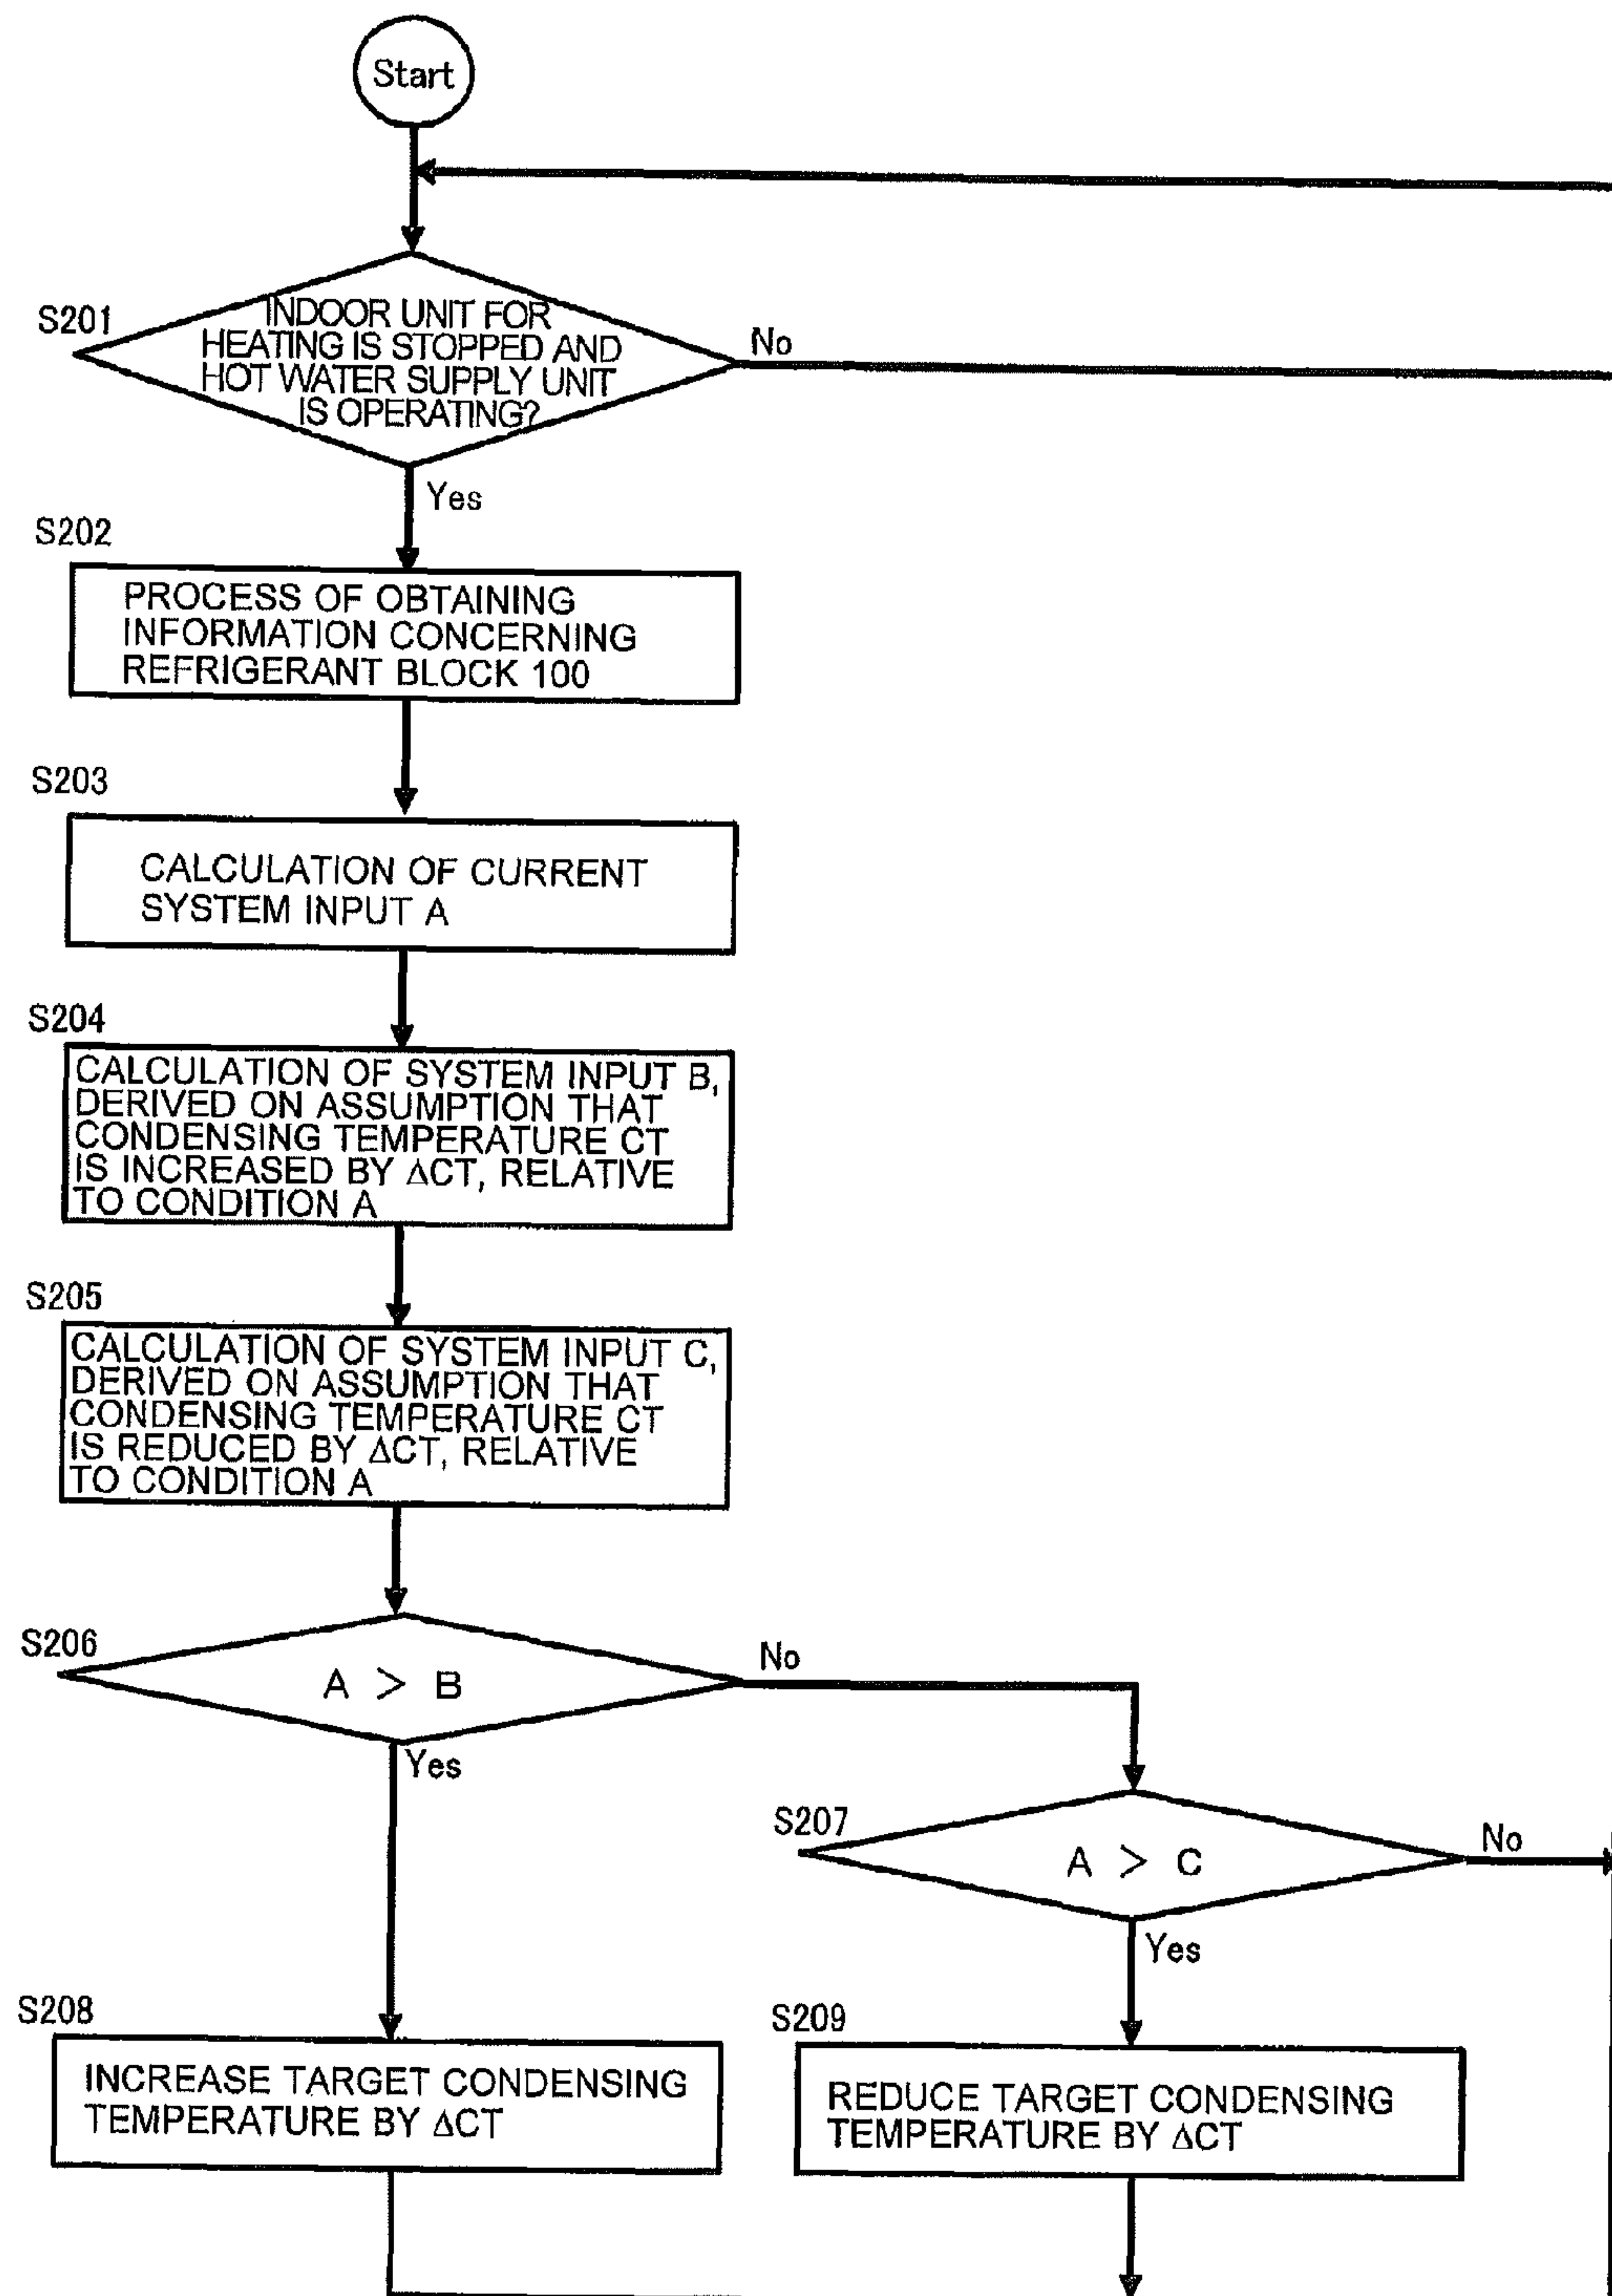 Start
S201
INDOOR UNIT FOR
HEATING IS STOPPED AND
HOT WATER SUPPLY UNIT
IS OPERATING?
No
Yes
S202
PROCESS OF OBTAINING
INFORMATION CONCERNING
REFRIGERANT BLOCK 100
S203
CALCULATION OF CURRENT
SYSTEM INPUT A
S204
CALCULATION OF SYSTEM INPUT B,
DERIVED ON ASSUMPTION THAT
CONDENSING TEMPERATURE CT
IS INCREASED BY ΔCT, RELATIVE
TO CONDITION A
S205
CALCULATION OF SYSTEM INPUT C,
DERIVED ON ASSUMPTION THAT
CONDENSING TEMPERATURE CT
IS REDUCED BY ΔCT, RELATIVE
TO CONDITION A
S206
A > B
No
Yes
S207
A > C
No
Yes
S208
INCREASE TARGET CONDENSING
TEMPERATURE BY ΔCT
S209
REDUCE TARGET CONDENSING
TEMPERATURE BY ΔCT